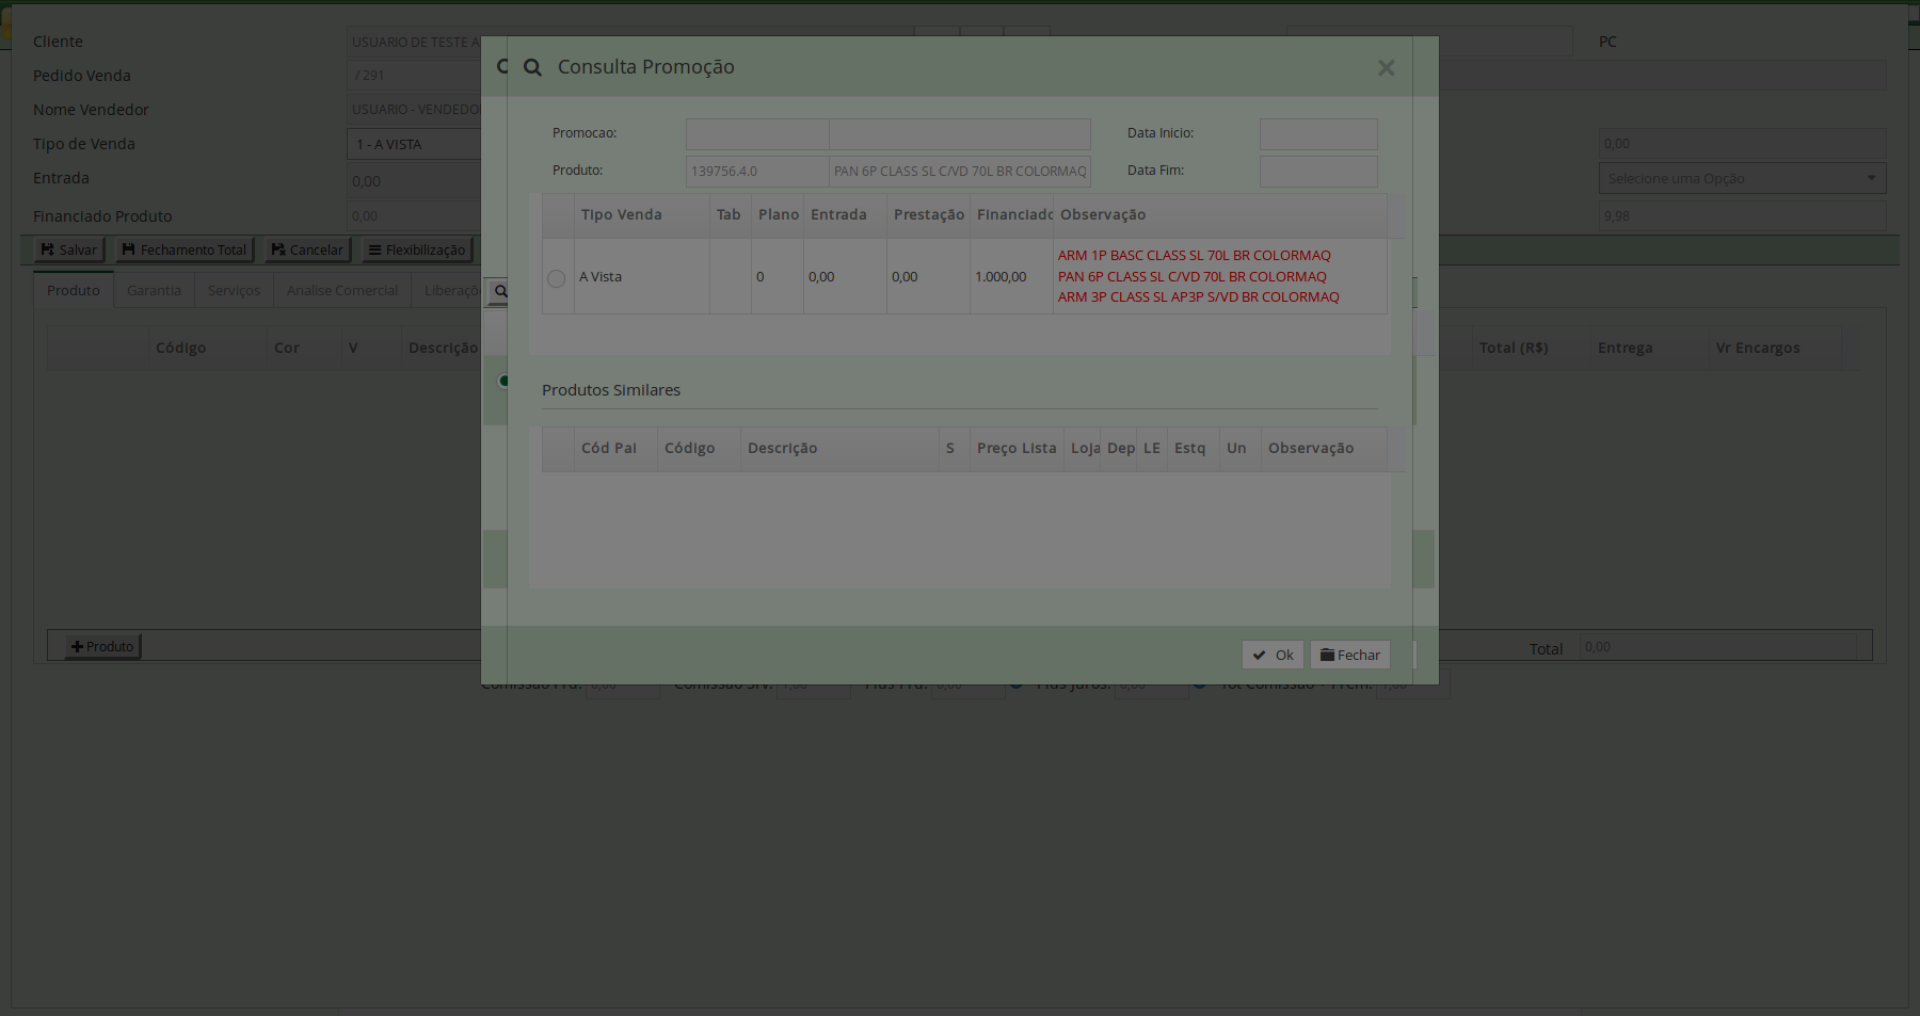 Cliente
USUARIO DE TESTE A
PC
Pedido Venda
/ 291
Nome Vendedor
USUARIO - VENDEDO
Tipo de Venda
1 - A VISTA
0,00
Entrada
0,00
Selecione uma Opção
Financiado Produto
0,00
9,98
Salvar
Fechamento Total
Cancelar
Flexibilização
Produto
Garantia
Serviços
Analise Comercial
Código
Cor
V
Descrição
Total (R$)
Entrega
Vr Encargos
+ Produto
Total
0,00
Consulta Promoção
Promocao:
Data Inicio:
Produto:
139756.4.0
PAN 6P CLASS SL C/VD 70L BR COLORMAQ
Data Fim:
Tipo Venda
Tab
Plano
Entrada
Prestação
Financiado
Observação
A Vista
0
0,00
0,00
1.000,00
ARM 1P BASC CLASS SL 70L BR COLORMAQ
PAN 6P CLASS SL C/VD 70L BR COLORMAQ
ARM 3P CLASS SL AP3P S/VD BR COLORMAQ
Produtos Similares
Cód Pai
Código
Descrição
S
Preço Lista
Loja
Dep
LE
Estq
Un
Observação
Ok
Fechar